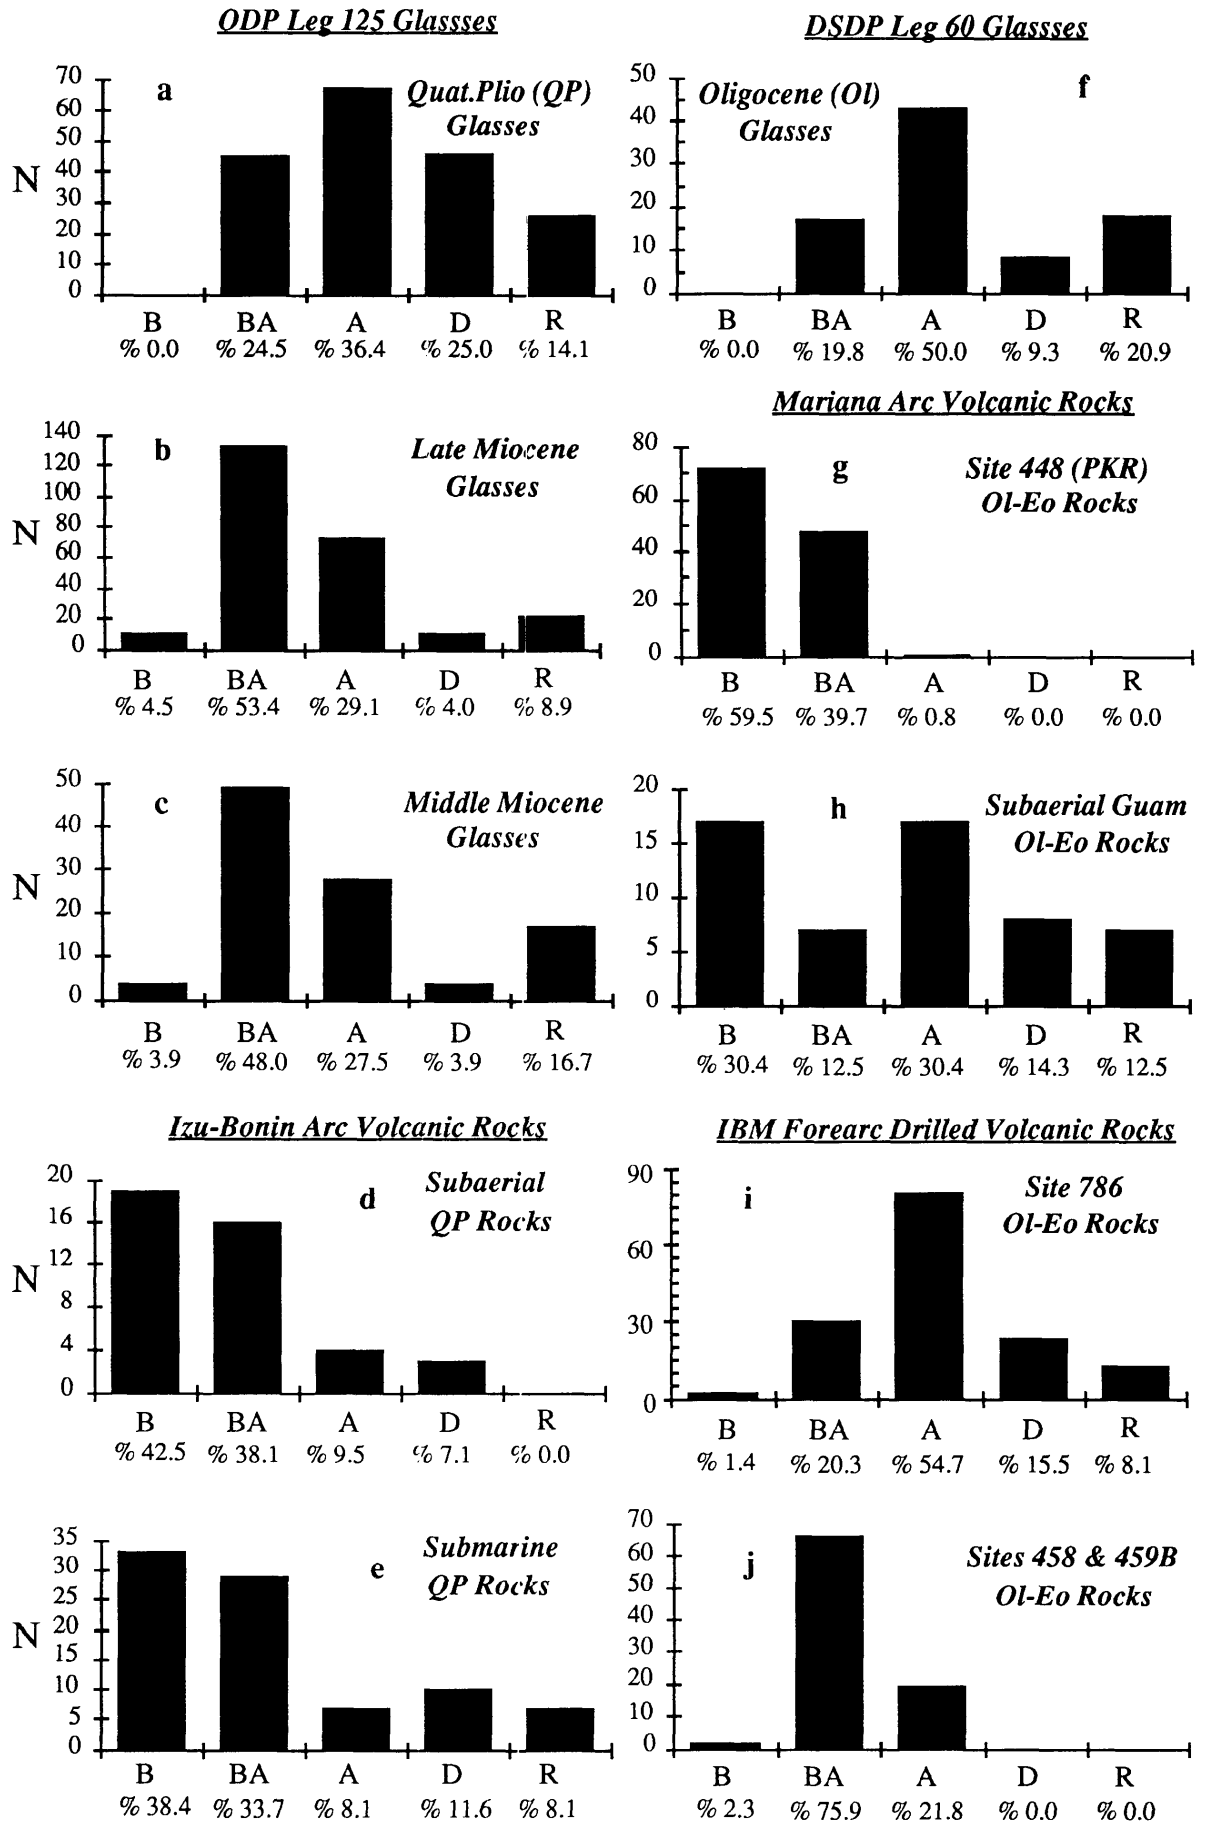 ODP Leg 125 Glassses
70
60
50
40
30
20
10
0
N
a
Quat.Plio (QP)
Glasses
B BA A D R
% 0.0 % 24.5 % 36.4 % 25.0 % 14.1
140
120
100
80
60
40
20
0
N
b
Late Miocene
Glasses
B BA A D R
% 4.5 % 53.4 % 29.1 % 4.0 % 8.9
50
40
30
20
10
0
N
c
Middle Miocene
Glasses
B BA A D R
% 3.9 % 48.0 % 27.5 % 3.9 % 16.7
Izu-Bonin Arc Volcanic Rocks
20
16
12
8
4
0
N
d
Subaerial
QP Rocks
B BA A D R
% 42.5 % 38.1 % 9.5 % 7.1 % 0.0
35
30
25
20
15
10
5
0
N
e
Submarine
QP Rocks
B BA A D R
% 38.4 % 33.7 % 8.1 % 11.6 % 8.1
DSDP Leg 60 Glassses
50
40
30
20
10
0
Oligocene (Ol)
Glasses
f
B BA A D R
% 0.0 % 19.8 % 50.0 % 9.3 % 20.9
Mariana Arc Volcanic Rocks
80
60
40
20
0
g
Site 448 (PKR)
Ol-Eo Rocks
B BA A D R
% 59.5 % 39.7 % 0.8 % 0.0 % 0.0
20
15
10
5
0
h
Subaerial Guam
Ol-Eo Rocks
B BA A D R
% 30.4 % 12.5 % 30.4 % 14.3 % 12.5
IBM Forearc Drilled Volcanic Rocks
90
60
30
0
i
Site 786
Ol-Eo Rocks
B BA A D R
% 1.4 % 20.3 % 54.7 % 15.5 % 8.1
70
60
50
40
30
20
10
0
j
Sites 458 & 459B
Ol-Eo Rocks
B BA A D R
% 2.3 % 75.9 % 21.8 % 0.0 % 0.0